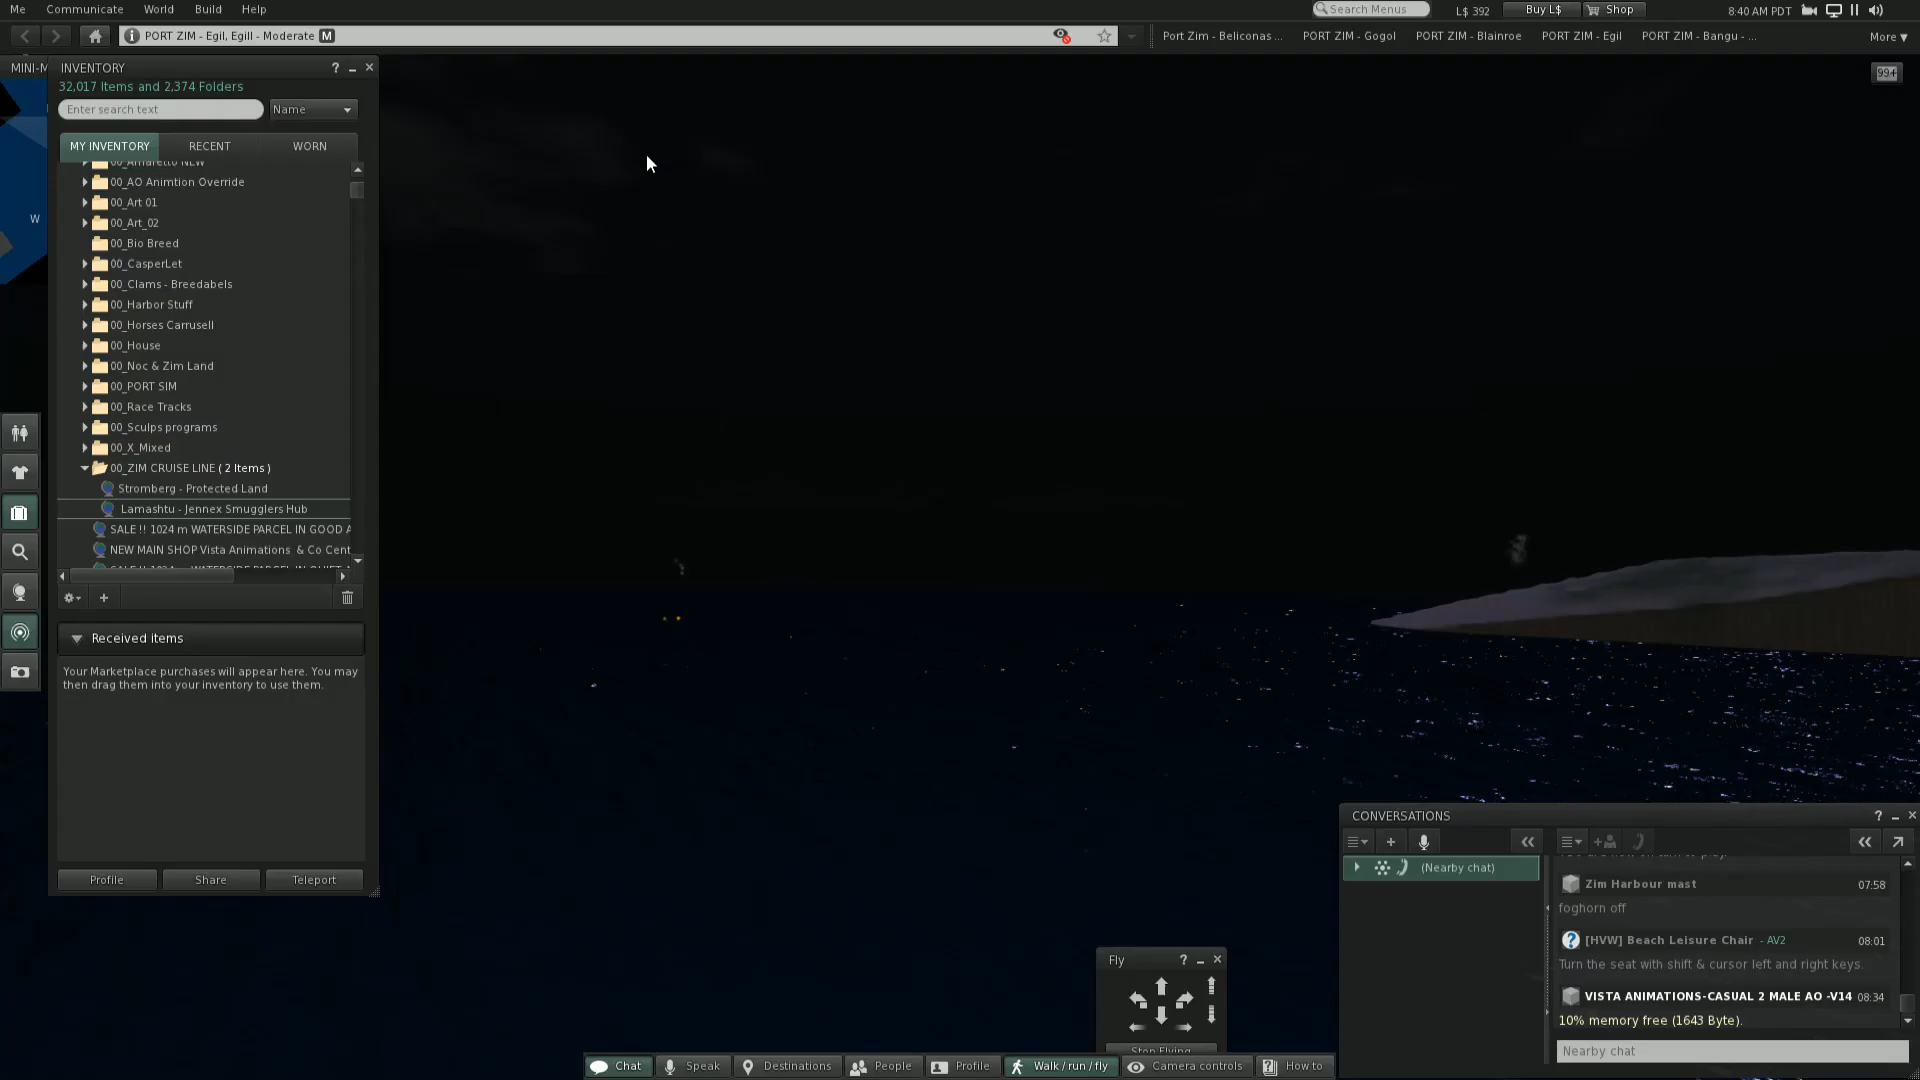 Me Communicate World Build Help
Search Menus L$ 392 Buy L$ Shop 8:40 AM PDT
PORT ZIM - Egil, Egill - Moderate M
Port Zim - Beliconas ... PORT ZIM - Gogol PORT ZIM - Blainroe PORT ZIM - Egil PORT ZIM - Bangu - ... More
99+
MINI-M
W
INVENTORY ?
32,017 Items and 2,374 Folders
Enter search text Name
MY INVENTORY RECENT WORN
00_Amaretto NEW
00_AO Animtion Override
00_Art 01
00_Art_02
00_Bio Breed
00_CasperLet
00_Clams - Breedabels
00_Harbor Stuff
00_Horses Carrusell
00_House
00_Noc & Zim Land
00_PORT SIM
00_Race Tracks
00_Sculps programs
00_X_Mixed
00_ZIM CRUISE LINE ( 2 Items )
Stromberg - Protected Land
Lamashtu - Jennex Smugglers Hub
SALE !! 1024 m WATERSIDE PARCEL IN GOOD A
NEW MAIN SHOP Vista Animations & Co Cent
Received items
Your Marketplace purchases will appear here. You may
then drag them into your inventory to use them.
Profile Share Teleport
Fly ?
Stop Flying
CONVERSATIONS ?
(Nearby chat)
Zim Harbour mast 07:58
foghorn off
[HVW] Beach Leisure Chair - AV2 08:01
Turn the seat with shift & cursor left and right keys.
VISTA ANIMATIONS-CASUAL 2 MALE AO -V14 08:34
10% memory free (1643 Byte).
Nearby chat
Chat Speak Destinations People Profile Walk / run / fly Camera controls How to